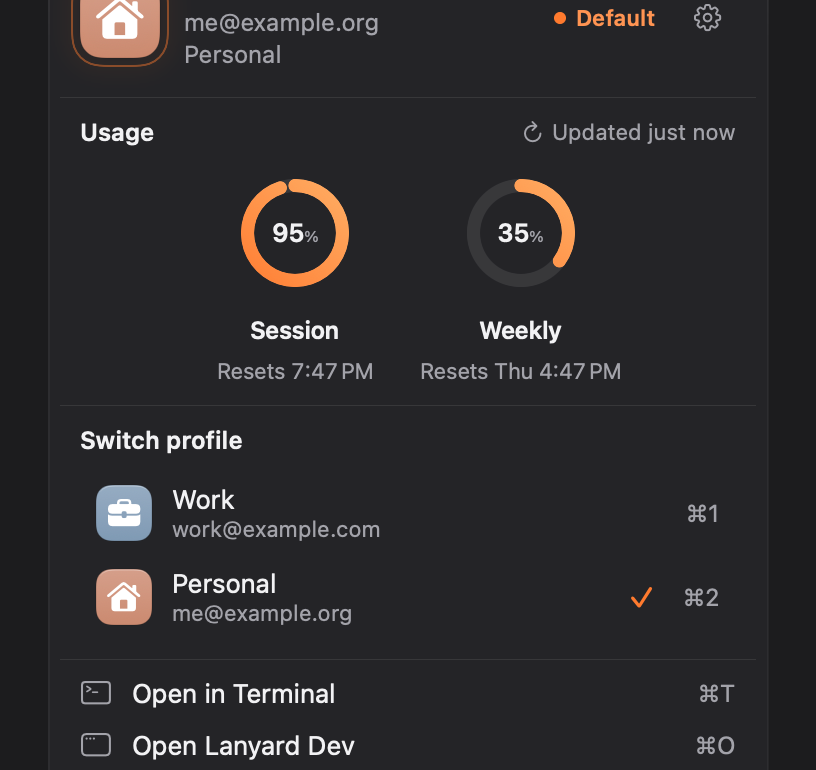 me@example.org
Personal
Default
Usage
Updated just now
95%
35%
Session
Weekly
Resets 7:47 PM
Resets Thu 4:47 PM
Switch profile
Work
work@example.com
⌘1
Personal
me@example.org
⌘2
Open in Terminal
⌘T
Open Lanyard Dev
⌘O